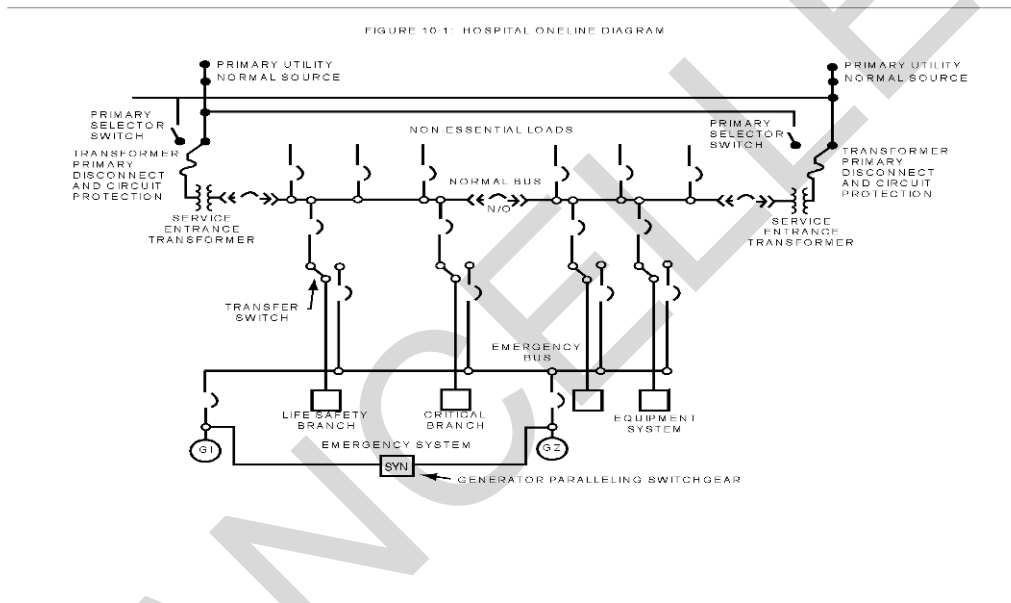 FIGURE 10-1: HOSPITAL ONELINE DIAGRAM
PRIMARY UTILITY
NORMAL SOURCE
PRIMARY UTILITY
NORMAL SOURCE
PRIMARY
SELECTOR
SWITCH
NON-ESSENTIAL LOADS
PRIMARY
SELECTOR
SWITCH
TRANSFORMER
PRIMARY
DISCONNECT
AND CIRCUIT
PROTECTION
TRANSFORMER
PRIMARY
DISCONNECT
AND CIRCUIT
PROTECTION
NORMAL BUS
N/O
SERVICE
ENTRANCE
TRANSFORMER
SERVICE
ENTRANCE
TRANSFORMER
TRANSFER
SWITCH
EMERGENCY
BUS
LIFE SAFETY
BRANCH
CRITICAL
BRANCH
EQUIPMENT
SYSTEM
EMERGENCY SYSTEM
G1
GZ
SYN
GENERATOR PARALLELING SWITCHGEAR
NCELLE